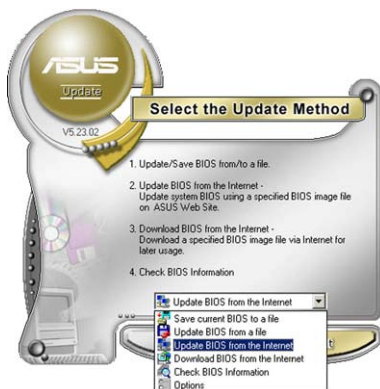 ASUS
Update
V5.23.02
Select the Update Method
1. Update/Save BIOS from/to a file.
2. Update BIOS from the Internet -
Update system BIOS using a specified BIOS image file
on ASUS Web Site.
3. Download BIOS from the Internet -
Download a specified BIOS image file via Internet for
later usage.
4. Check BIOS Information
Update BIOS from the Internet
Save current BIOS to a file
Update BIOS from a file
Update BIOS from the Internet
Download BIOS from the Internet
Check BIOS Information
Options